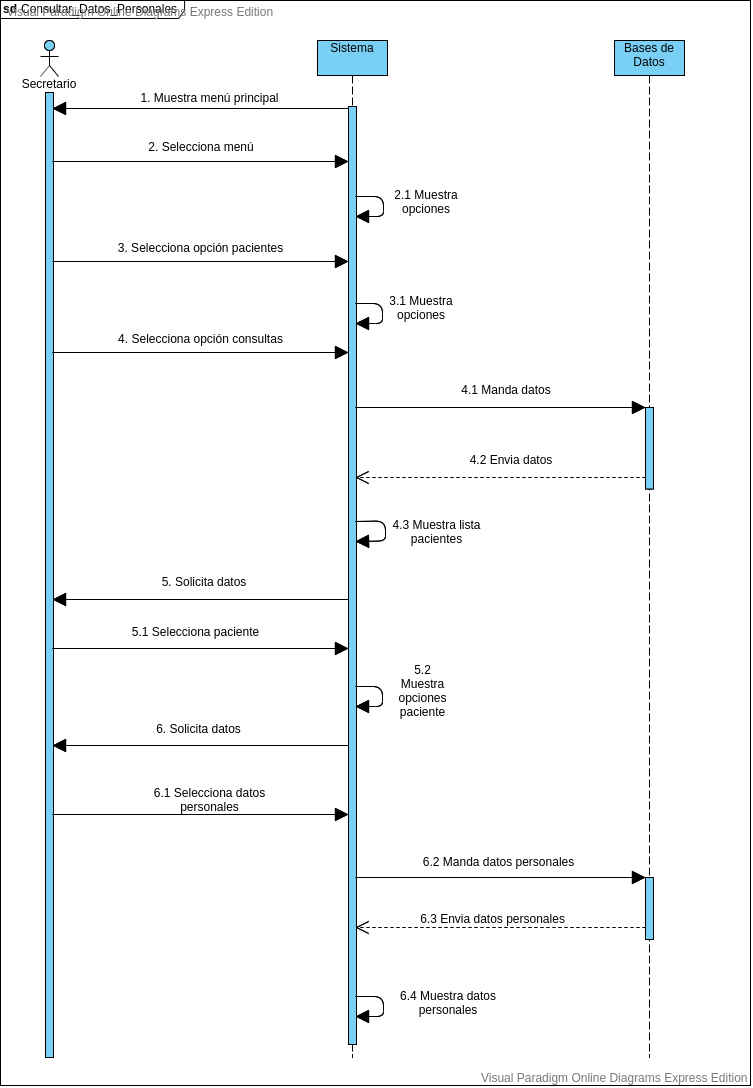 sd Consultar_Datos_Personales
Visual Paradigm Online Diagrams Express Edition
Secretario
Sistema
Bases de
Datos
1. Muestra menú principal
2. Selecciona menú
2.1 Muestra
opciones
3. Selecciona opción pacientes
3.1 Muestra
opciones
4. Selecciona opción consultas
4.1 Manda datos
4.2 Envia datos
4.3 Muestra lista
pacientes
5. Solicita datos
5.1 Selecciona paciente
5.2
Muestra
opciones
paciente
6. Solicita datos
6.1 Selecciona datos
personales
6.2 Manda datos personales
6.3 Envia datos personales
6.4 Muestra datos
personales
Visual Paradigm Online Diagrams Express Edition